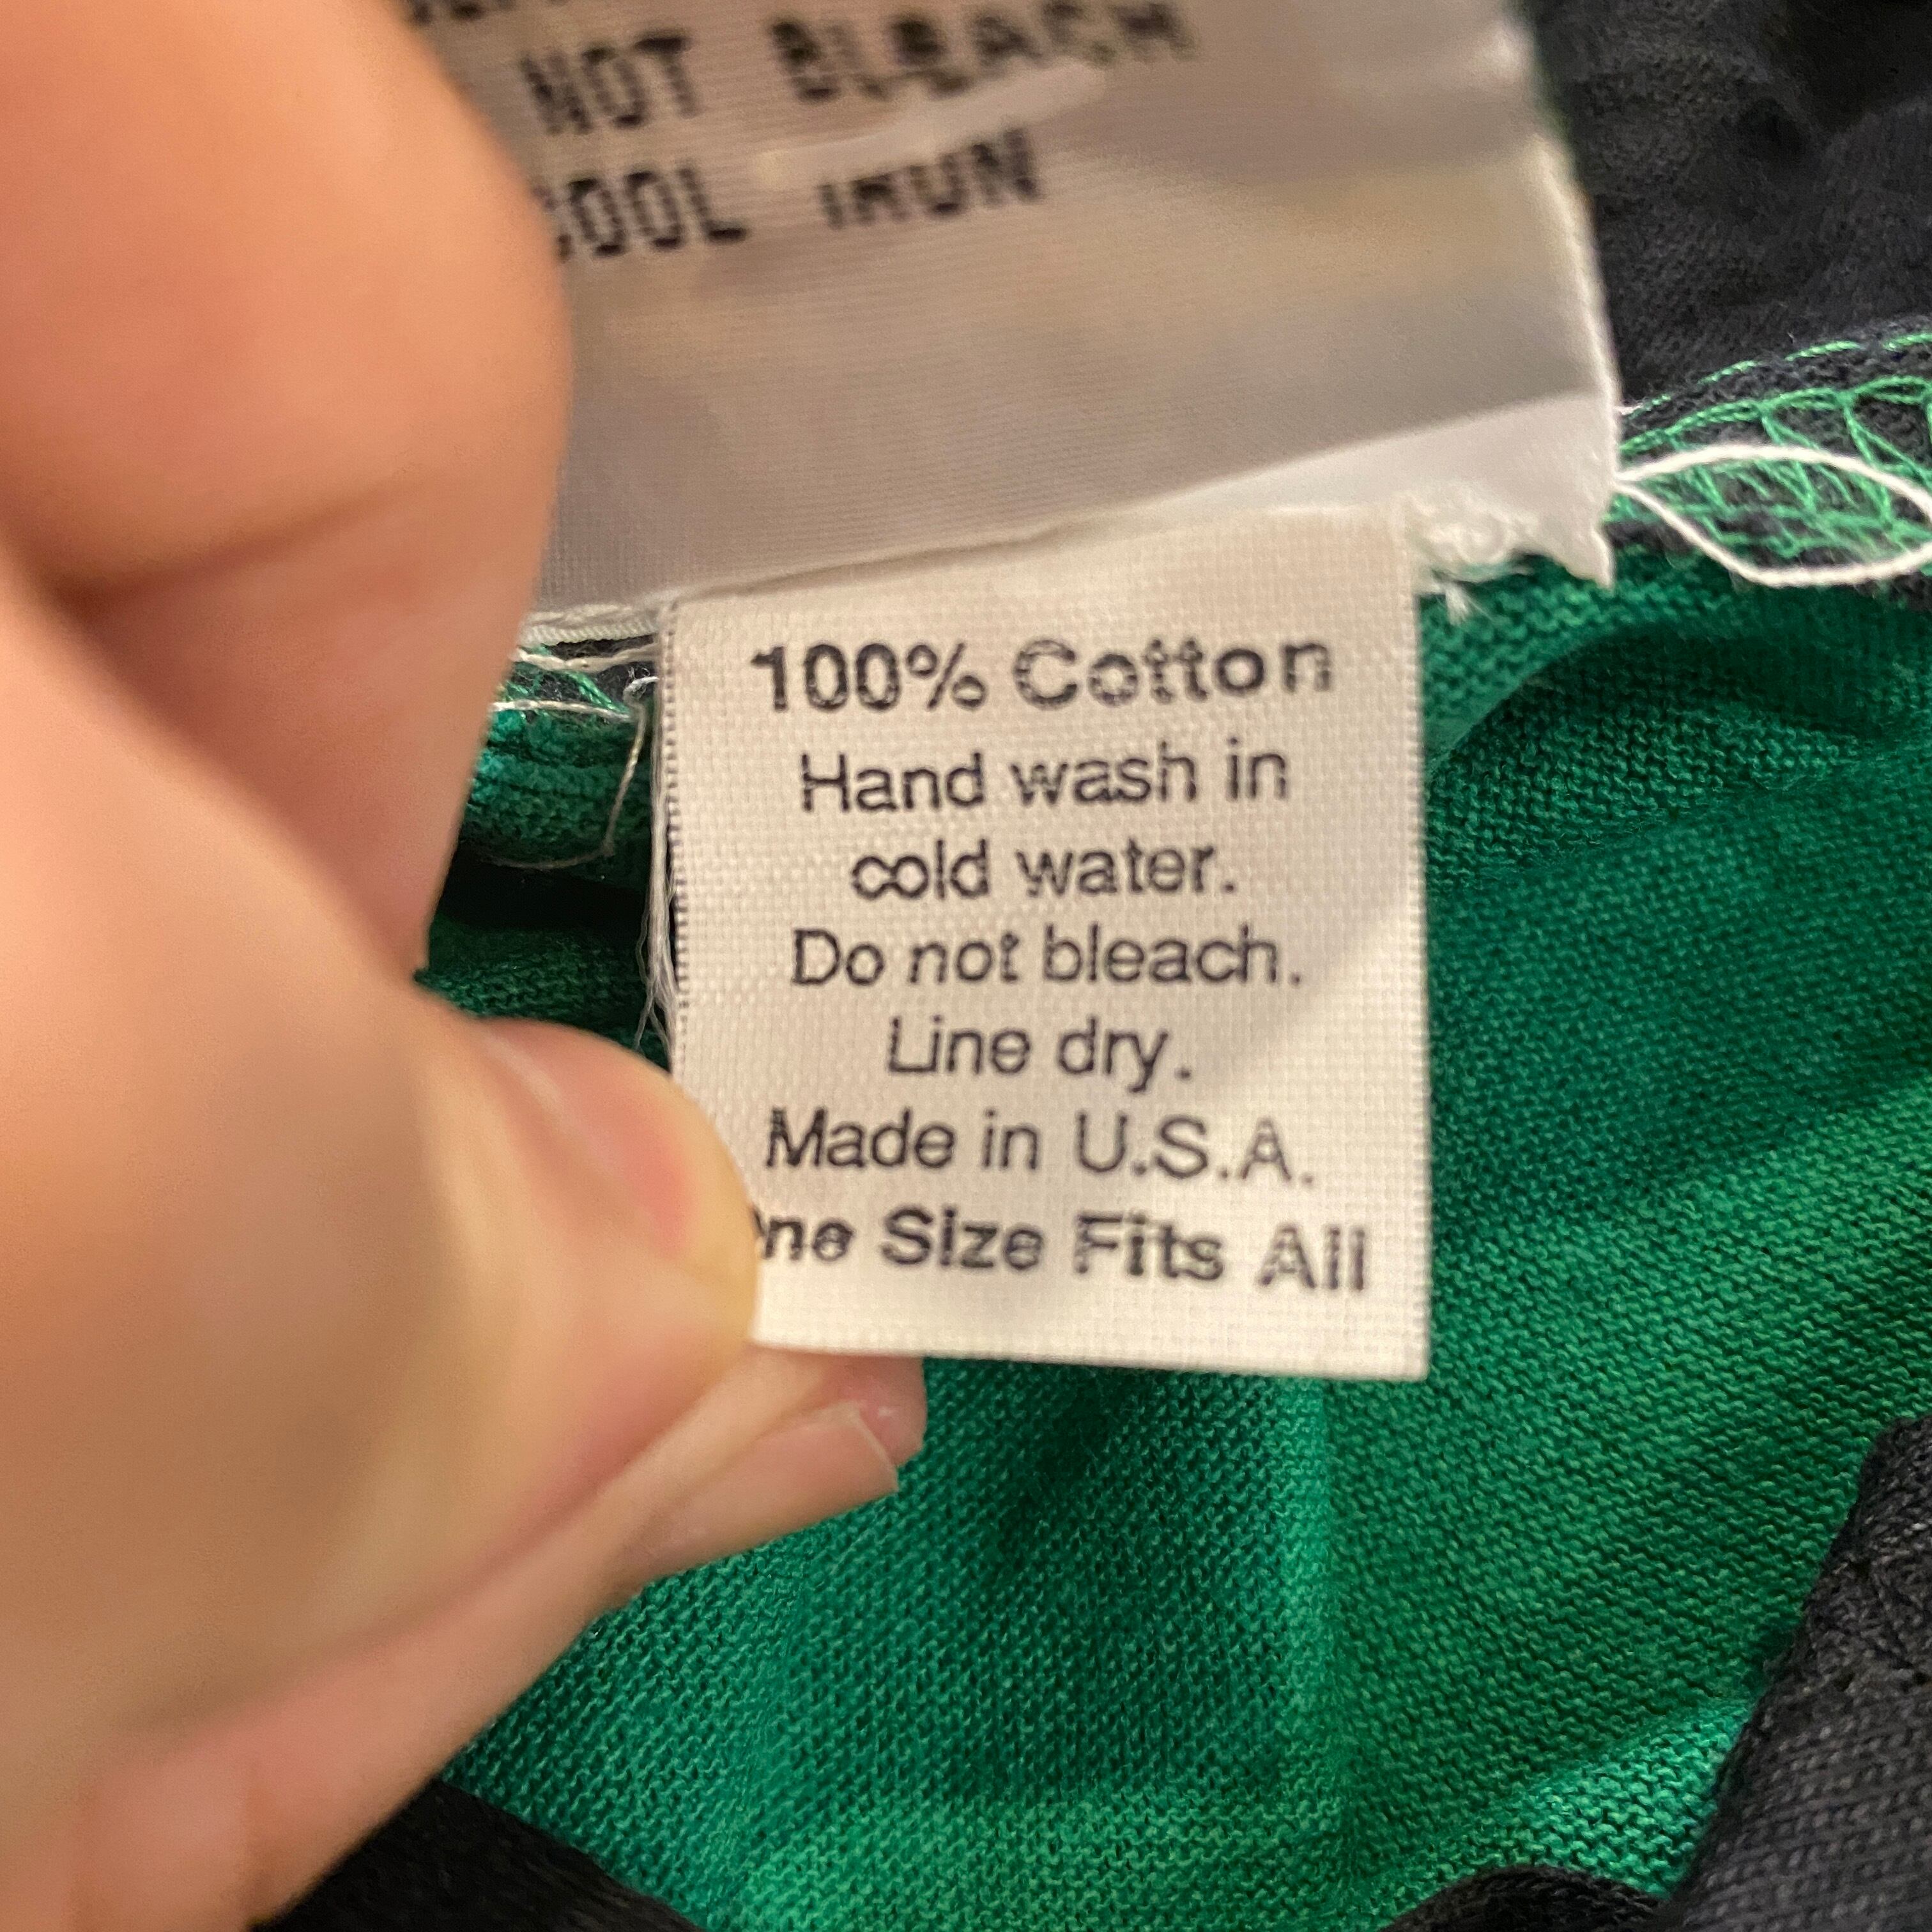 NOT BLEACH
COOL IRON
100% Cotton
Hand wash in
cold water.
Do not bleach.
Line dry.
Made in U.S.A.
ne Size Fits All